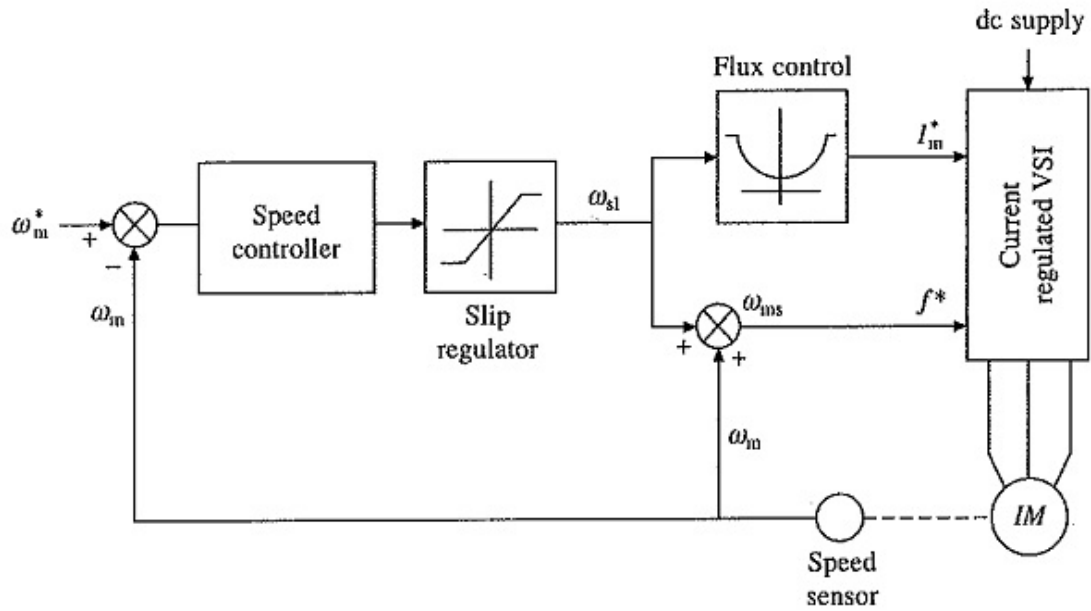 dc supply
Flux control
I*m
Current
regulated VSI
ω*m
+
−
Speed
controller
ωsl
ωm
Slip
regulator
ωms
f*
+
+
ωm
IM
Speed
sensor